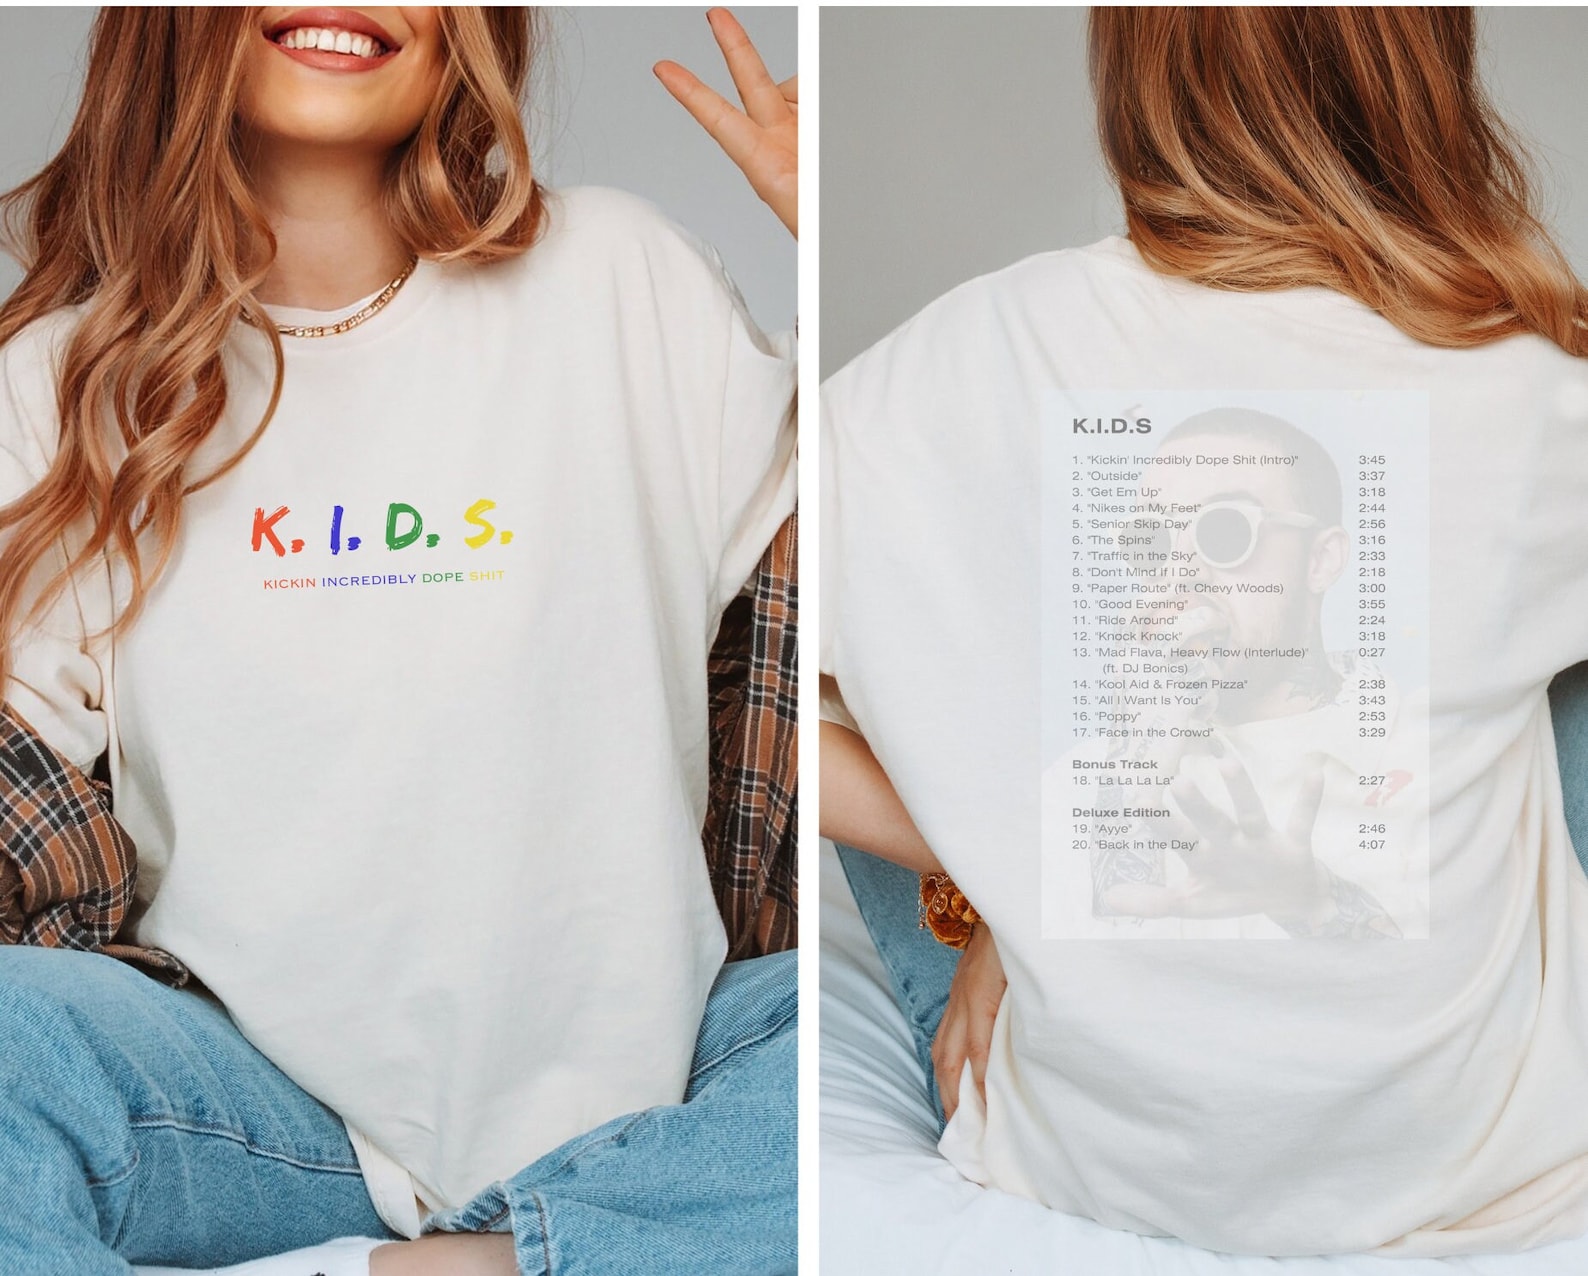 K. I. D. S.
KICKIN INCREDIBLY DOPE SHIT
K.I.D.S
1. "Kickin' Incredibly Dope Shit (Intro)" 3:45
2. "Outside" 3:37
3. "Get Em Up" 3:18
4. "Nikes on My Feet" 2:44
5. "Senior Skip Day" 2:56
6. "The Spins" 3:16
7. "Traffic in the Sky" 2:33
8. "Don't Mind If I Do" 2:18
9. "Paper Route" (ft. Chevy Woods) 3:00
10. "Good Evening" 3:55
11. "Ride Around" 2:24
12. "Knock Knock" 3:18
13. "Mad Flava, Heavy Flow (Interlude)" 0:27
(ft. DJ Bonics)
14. "Kool Aid & Frozen Pizza" 2:38
15. "All I Want Is You" 3:43
16. "Poppy" 2:53
17. "Face in the Crowd" 3:29
Bonus Track
18. "La La La La" 2:27
Deluxe Edition
19. "Ayye" 2:46
20. "Back in the Day" 4:07